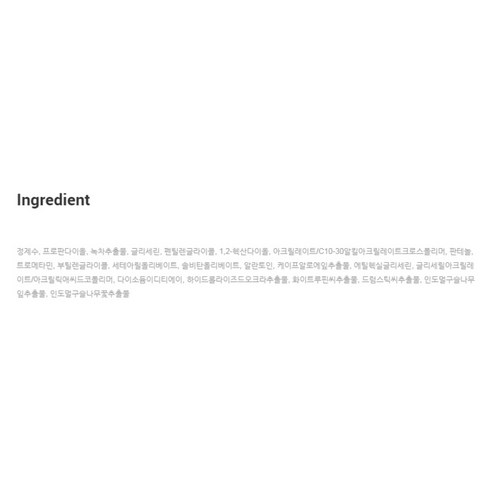 Ingredient
정제수, 프로판다이올, 녹차추출물, 글리세린, 펜틸렌글라이콜, 1,2-헥산다이올, 아크릴레이트/C10-30알킬아크릴레이트크로스폴리머, 판테놀,
트로메타민, 부틸렌글라이콜, 세테아릴올리베이트, 솔비탄올리베이트, 알란토인, 케이프알로에잎추출물, 에틸헥실글리세린, 글리세릴아크릴레
이트/아크릴릭애씨드코폴리머, 다이소듐이디티에이, 하이드롤라이즈드오크라추출물, 화이트루핀씨추출물, 드럼스틱씨추출물, 인도멀구슬나무
잎추출물, 인도멀구슬나무꽃추출물